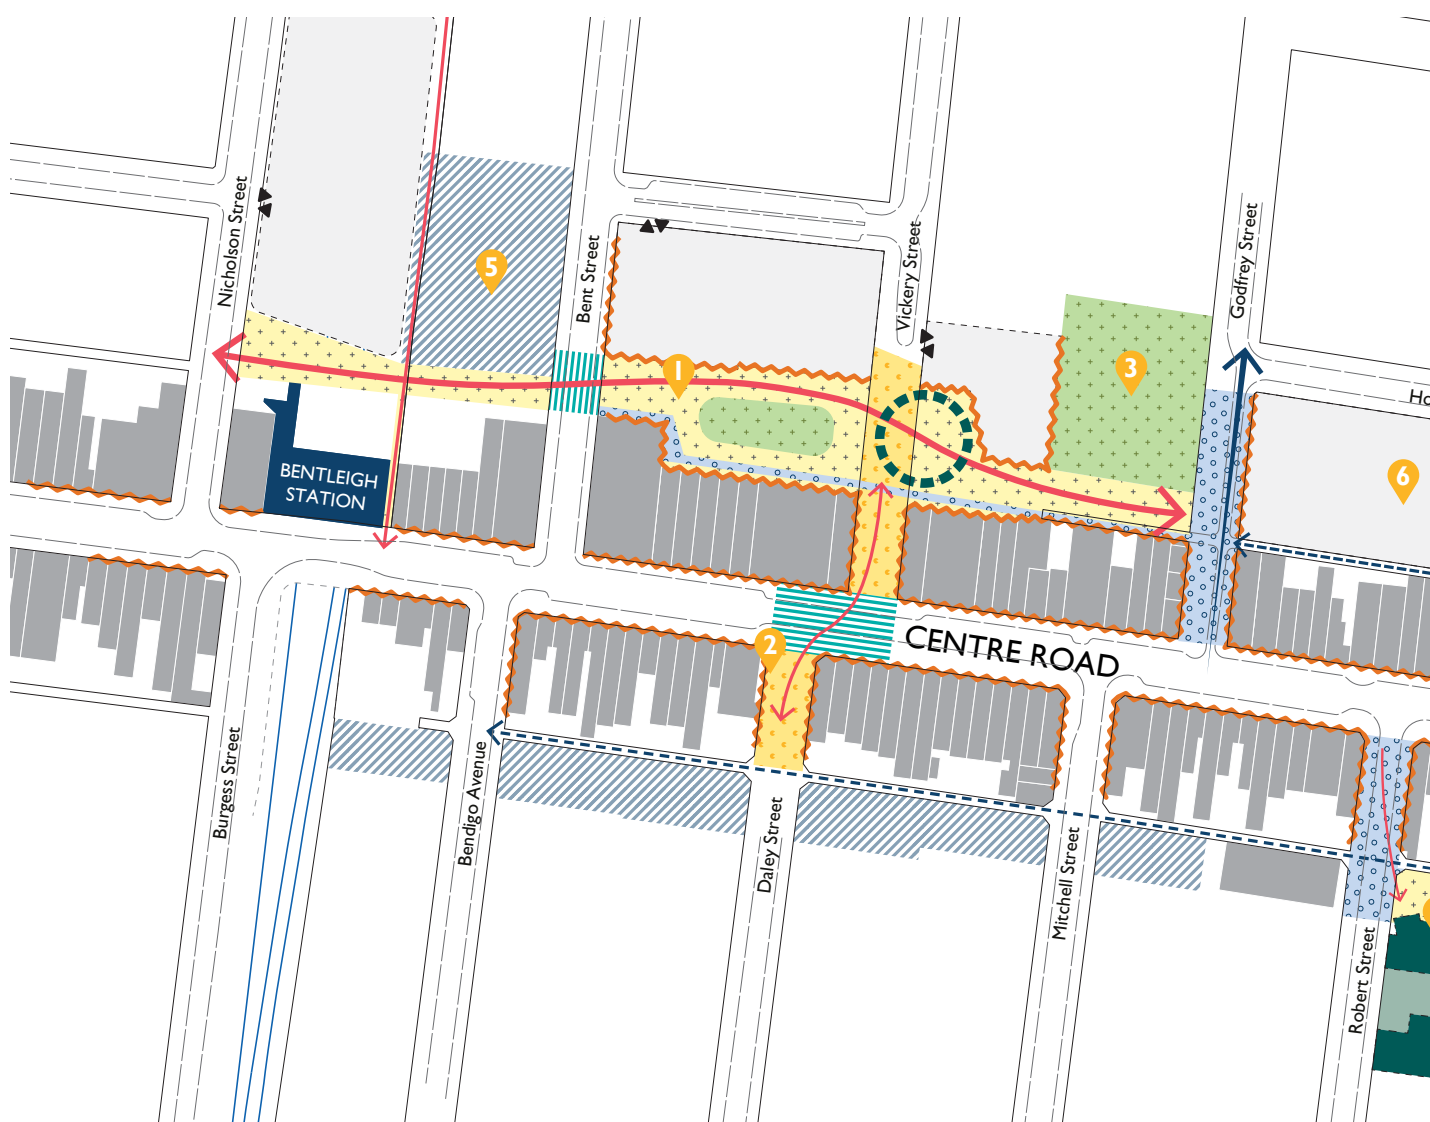 Nicholson Street
5
Bent Street
Vickery Street
Godfrey Street
1
3
Ho
6
BENTLEIGH
STATION
2
CENTRE ROAD
Burgess Street
Bendigo Avenue
Daley Street
Mitchell Street
Robert Street